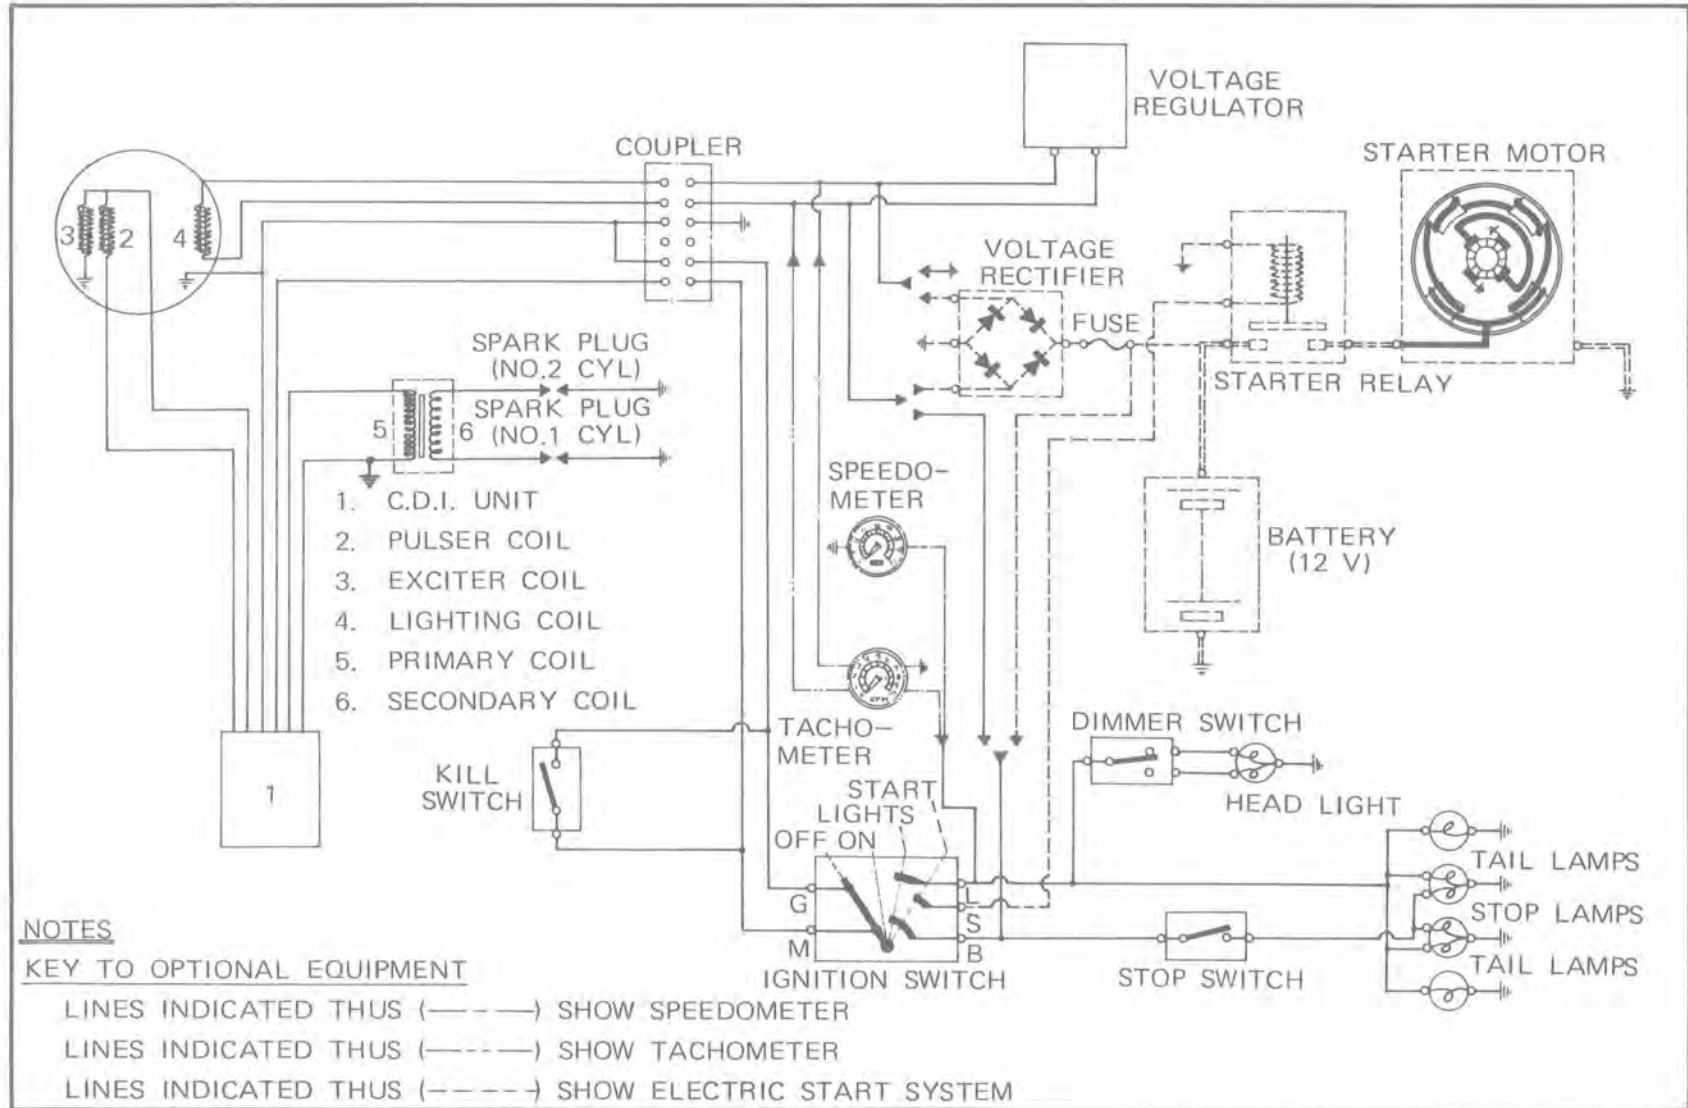 VOLTAGE
REGULATOR
COUPLER
STARTER MOTOR
3
2
4
VOLTAGE
RECTIFIER
FUSE
SPARK PLUG
(NO.2 CYL)
STARTER RELAY
5
6
SPARK PLUG
(NO.1 CYL)
SPEEDO-
METER
1. C.D.I. UNIT
2. PULSER COIL
3. EXCITER COIL
4. LIGHTING COIL
5. PRIMARY COIL
6. SECONDARY COIL
BATTERY
(12 V)
TACHO-
METER
DIMMER SWITCH
KILL
SWITCH
1
START
LIGHTS
OFF ON
HEAD LIGHT
TAIL LAMPS
G
L
S
STOP LAMPS
M
B
IGNITION SWITCH
STOP SWITCH
TAIL LAMPS
NOTES
KEY TO OPTIONAL EQUIPMENT
LINES INDICATED THUS (—— - ——) SHOW SPEEDOMETER
LINES INDICATED THUS (—— - - ——) SHOW TACHOMETER
LINES INDICATED THUS (—— - - - —) SHOW ELECTRIC START SYSTEM